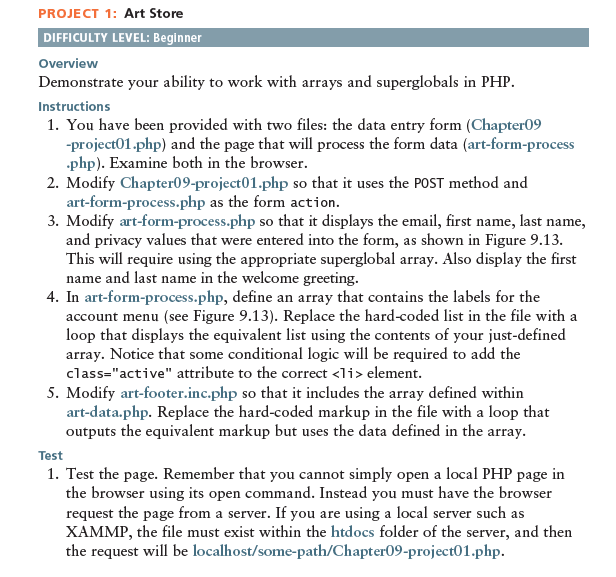 PROJECT 1: Art Store
DIFFICULTY LEVEL: Beginner
Overview
Demonstrate your ability to work with arrays and superglobals in PHP.
Instructions
1. You have been provided with two files: the data entry form (Chapter09
-project01.php) and the page that will process the form data (art-form-process
.php). Examine both in the browser.
2. Modify Chapter09-project01.php so that it uses the POST method and
art-form-process.php as the form action.
3. Modify art-form-process.php so that it displays the email, first name, last name,
and privacy values that were entered into the form, as shown in Figure 9.13.
This will require using the appropriate superglobal array. Also display the first
name and last name in the welcome greeting.
4. In art-form-process.php, define an array that contains the labels for the
account menu (see Figure 9.13). Replace the hard-coded list in the file with a
loop that displays the equivalent list using the contents of your just-defined
array. Notice that some conditional logic will be required to add the
class="active" attribute to the correct <li> element.
5. Modify art-footer.inc.php so that it includes the array defined within
art-data.php. Replace the hard-coded markup in the file with a loop that
outputs the equivalent markup but uses the data defined in the array.
Test
1. Test the page. Remember that you cannot simply open a local PHP page in
the browser using its open command. Instead you must have the browser
request the page from a server. If you are using a local server such as
XAMMP, the file must exist within the htdocs folder of the server, and then
the request will be localhost/some-path/Chapter09-project01.php.